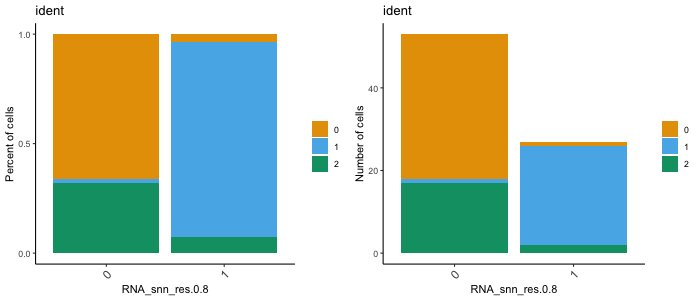 ident
Percent of cells
1.0
0.5
0.0
0
1
RNA_snn_res.0.8
0
1
2
ident
Number of cells
40
20
0
0
1
RNA_snn_res.0.8
0
1
2